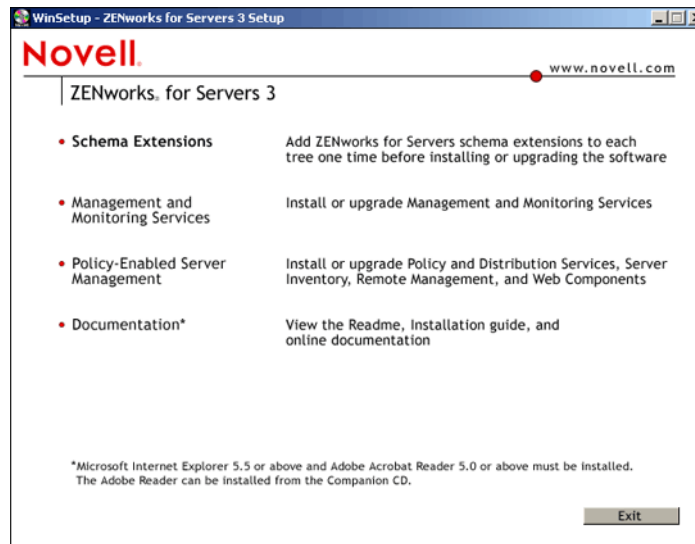 WinSetup - ZENworks for Servers 3 Setup
Novell.
www.novell.com
ZENworks® for Servers 3
• Schema Extensions
Add ZENworks for Servers schema extensions to each
tree one time before installing or upgrading the software
• Management and
Monitoring Services
Install or upgrade Management and Monitoring Services
• Policy-Enabled Server
Management
Install or upgrade Policy and Distribution Services, Server
Inventory, Remote Management, and Web Components
• Documentation*
View the Readme, Installation guide, and
online documentation
*Microsoft Internet Explorer 5.5 or above and Adobe Acrobat Reader 5.0 or above must be installed.
The Adobe Reader can be installed from the Companion CD.
Exit